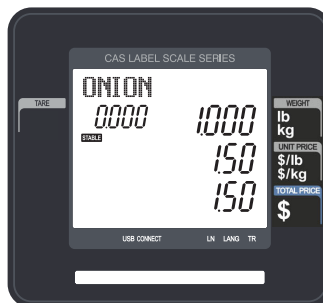 CAS LABEL SCALE SERIES
ONION
TARE
0.000
1.000
WEIGHT
lb
kg
STABLE
1.50
UNIT PRICE
$/lb
$/kg
1.50
TOTAL PRICE
$
USB CONNECT LN LANG TR